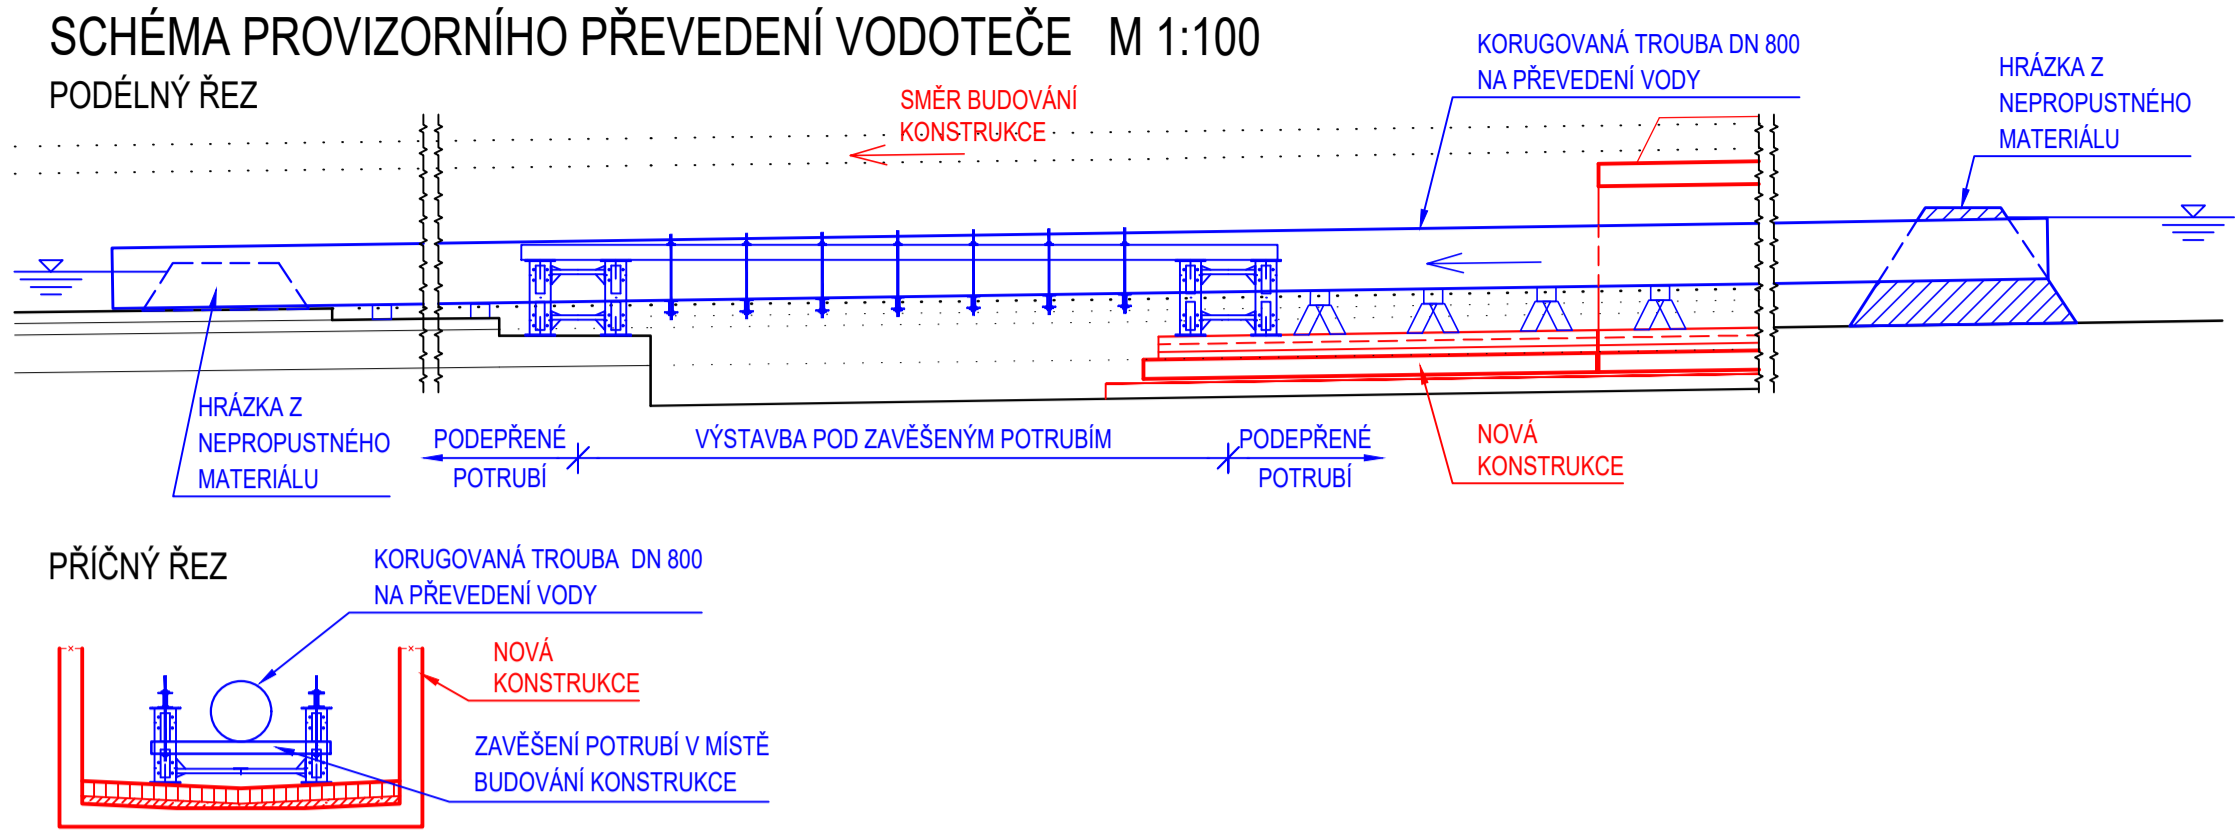 SCHÉMA PROVIZORNÍHO PŘEVEDENÍ VODOTEČE M 1:100
PODÉLNÝ ŘEZ
SMĚR BUDOVÁNÍ
KONSTRUKCE
KORUGOVANÁ TROUBA DN 800
NA PŘEVEDENÍ VODY
HRÁZKA Z
NEPROPUSTNÉHO
MATERIÁLU
HRÁZKA Z
NEPROPUSTNÉHO
MATERIÁLU
PODEPŘENÉ
POTRUBÍ
VÝSTAVBA POD ZAVĚŠENÝM POTRUBÍM
PODEPŘENÉ
POTRUBÍ
NOVÁ
KONSTRUKCE
PŘÍČNÝ ŘEZ
KORUGOVANÁ TROUBA DN 800
NA PŘEVEDENÍ VODY
NOVÁ
KONSTRUKCE
ZAVĚŠENÍ POTRUBÍ V MÍSTĚ
BUDOVÁNÍ KONSTRUKCE